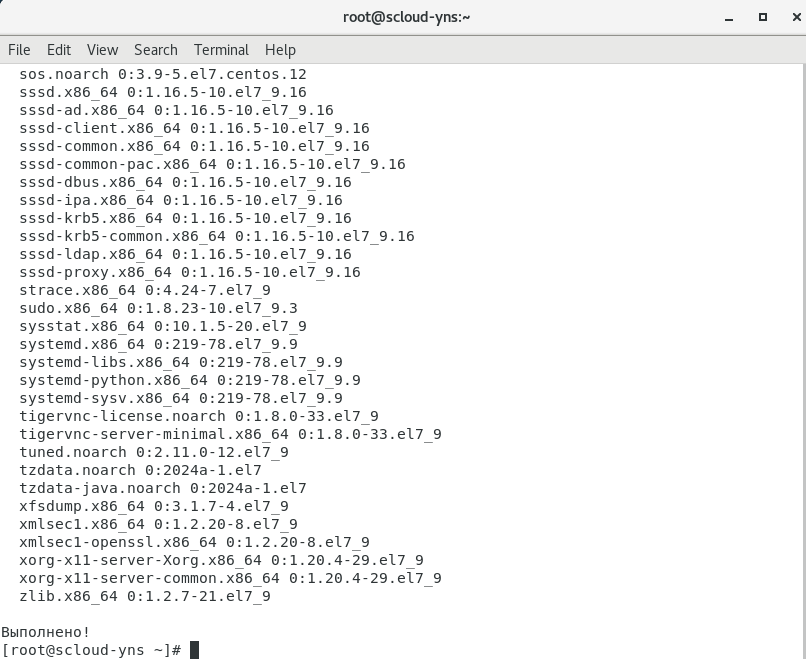 root@scloud-yns:~
File Edit View Search Terminal Help
sos.noarch 0:3.9-5.el7.centos.12
sssd.x86_64 0:1.16.5-10.el7_9.16
sssd-ad.x86_64 0:1.16.5-10.el7_9.16
sssd-client.x86_64 0:1.16.5-10.el7_9.16
sssd-common.x86_64 0:1.16.5-10.el7_9.16
sssd-common-pac.x86_64 0:1.16.5-10.el7_9.16
sssd-dbus.x86_64 0:1.16.5-10.el7_9.16
sssd-ipa.x86_64 0:1.16.5-10.el7_9.16
sssd-krb5.x86_64 0:1.16.5-10.el7_9.16
sssd-krb5-common.x86_64 0:1.16.5-10.el7_9.16
sssd-ldap.x86_64 0:1.16.5-10.el7_9.16
sssd-proxy.x86_64 0:1.16.5-10.el7_9.16
strace.x86_64 0:4.24-7.el7_9
sudo.x86_64 0:1.8.23-10.el7_9.3
sysstat.x86_64 0:10.1.5-20.el7_9
systemd.x86_64 0:219-78.el7_9.9
systemd-libs.x86_64 0:219-78.el7_9.9
systemd-python.x86_64 0:219-78.el7_9.9
systemd-sysv.x86_64 0:219-78.el7_9.9
tigervnc-license.noarch 0:1.8.0-33.el7_9
tigervnc-server-minimal.x86_64 0:1.8.0-33.el7_9
tuned.noarch 0:2.11.0-12.el7_9
tzdata.noarch 0:2024a-1.el7
tzdata-java.noarch 0:2024a-1.el7
xfsdump.x86_64 0:3.1.7-4.el7_9
xmlsec1.x86_64 0:1.2.20-8.el7_9
xmlsec1-openssl.x86_64 0:1.2.20-8.el7_9
xorg-x11-server-Xorg.x86_64 0:1.20.4-29.el7_9
xorg-x11-server-common.x86_64 0:1.20.4-29.el7_9
zlib.x86_64 0:1.2.7-21.el7_9
Выполнено!
[root@scloud-yns ~]#